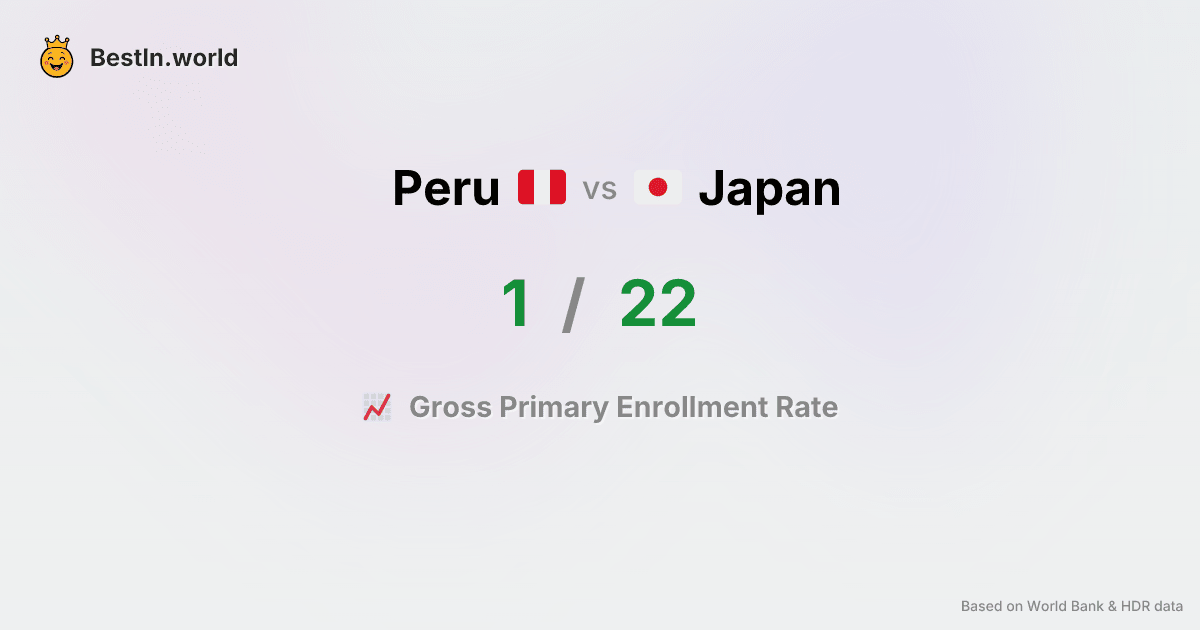 BestIn.world
Peru vs Japan
1 / 22
Gross Primary Enrollment Rate
Based on World Bank & HDR data